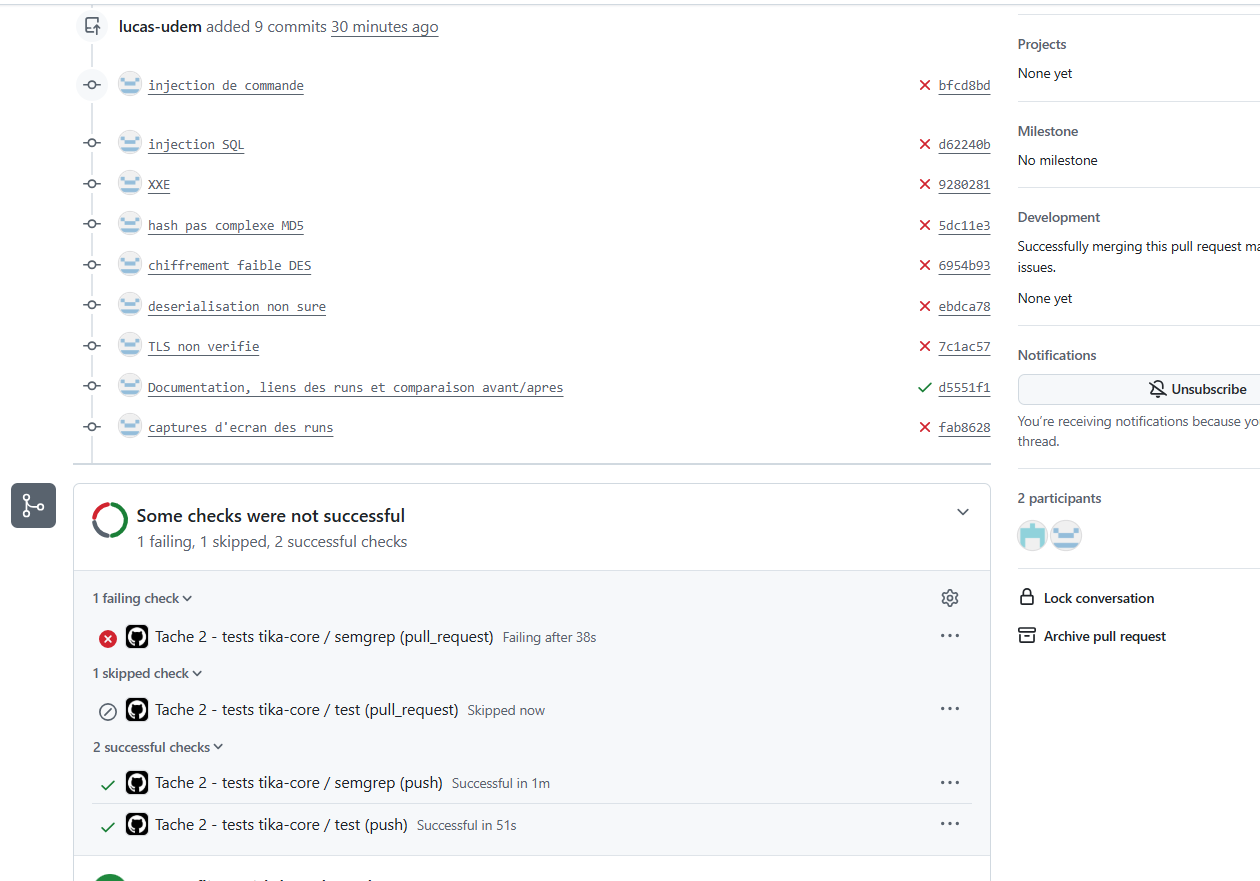 lucas-udem added 9 commits 30 minutes ago
injection de commande bfcd8bd
injection SQL d62240b
XXE 9280281
hash pas complexe MD5 5dc11e3
chiffrement faible DES 6954b93
deserialisation non sure ebdca78
TLS non verifie 7c1ac57
Documentation, liens des runs et comparaison avant/apres d5551f1
captures d'ecran des runs fab8628
Some checks were not successful
1 failing, 1 skipped, 2 successful checks
1 failing check
Tache 2 - tests tika-core / semgrep (pull_request) Failing after 38s
1 skipped check
Tache 2 - tests tika-core / test (pull_request) Skipped now
2 successful checks
Tache 2 - tests tika-core / semgrep (push) Successful in 1m
Tache 2 - tests tika-core / test (push) Successful in 51s
Projects
None yet
Milestone
No milestone
Development
Successfully merging this pull request ma
issues.
None yet
Notifications
Unsubscribe
You're receiving notifications because yo
thread.
2 participants
Lock conversation
Archive pull request